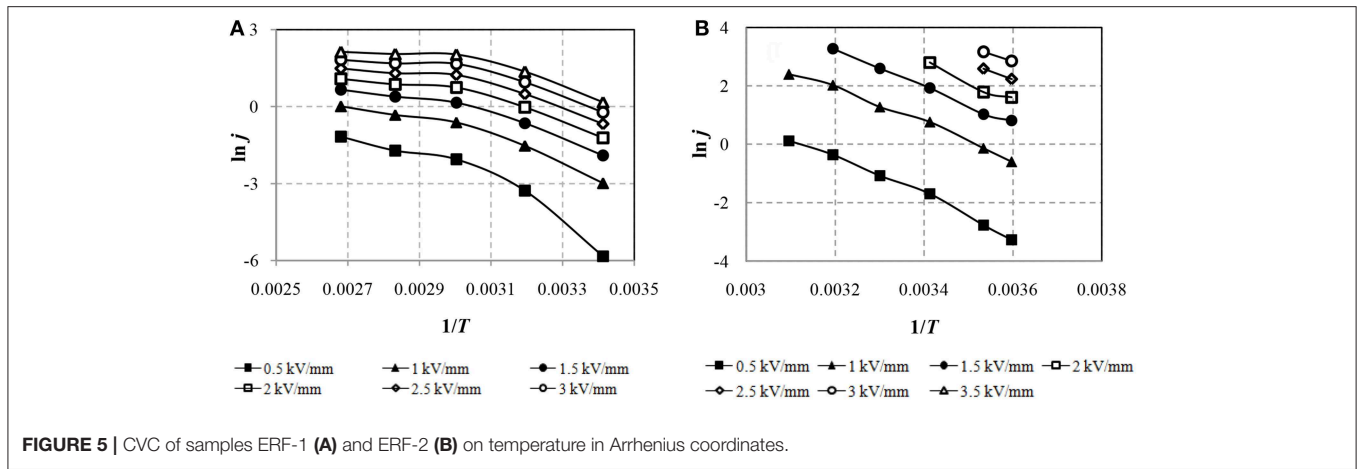 A
3
0
-3
-6
ln j
0.0025 0.0027 0.0029 0.0031 0.0033 0.0035
1/T
0.5 kV/mm 1 kV/mm 1.5 kV/mm
2 kV/mm 2.5 kV/mm 3 kV/mm
B
4
2
0
-2
-4
ln j
0.003 0.0032 0.0034 0.0036 0.0038
1/T
0.5 kV/mm 1 kV/mm 1.5 kV/mm 2 kV/mm
2.5 kV/mm 3 kV/mm 3.5 kV/mm
FIGURE 5 | CVC of samples ERF-1 (A) and ERF-2 (B) on temperature in Arrhenius coordinates.